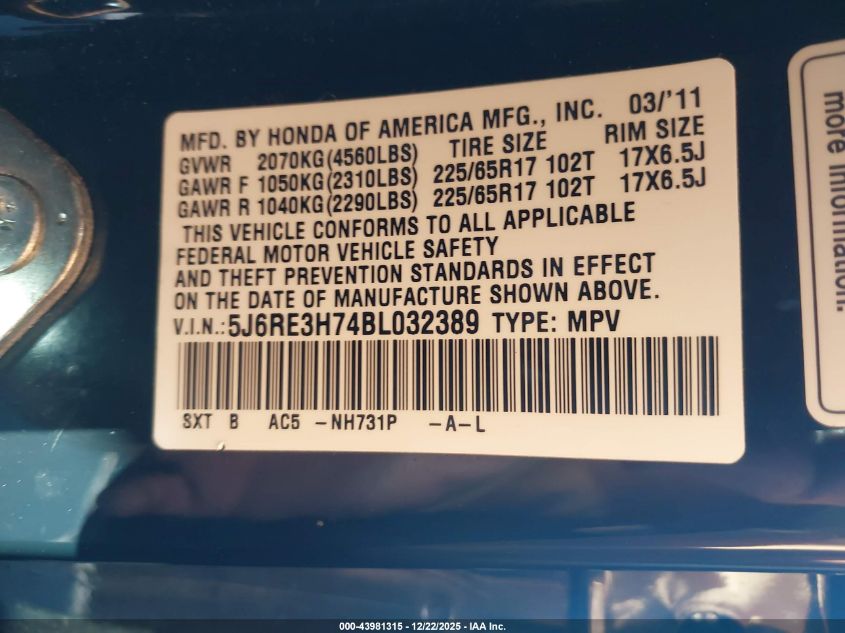 MFD. BY HONDA OF AMERICA MFG., INC. 03/'11
GVWR 2070KG(4560LBS) TIRE SIZE RIM SIZE
GAWR F 1050KG(2310LBS) 225/65R17 102T 17X6.5J
GAWR R 1040KG(2290LBS) 225/65R17 102T 17X6.5J
THIS VEHICLE CONFORMS TO ALL APPLICABLE
FEDERAL MOTOR VEHICLE SAFETY
AND THEFT PREVENTION STANDARDS IN EFFECT
ON THE DATE OF MANUFACTURE SHOWN ABOVE.
V.I.N.:5J6RE3H74BL032389 TYPE: MPV
SXT B AC5 -NH731P -A-L
more information.
000-43981315 - 12/22/2025 - IAA Inc.